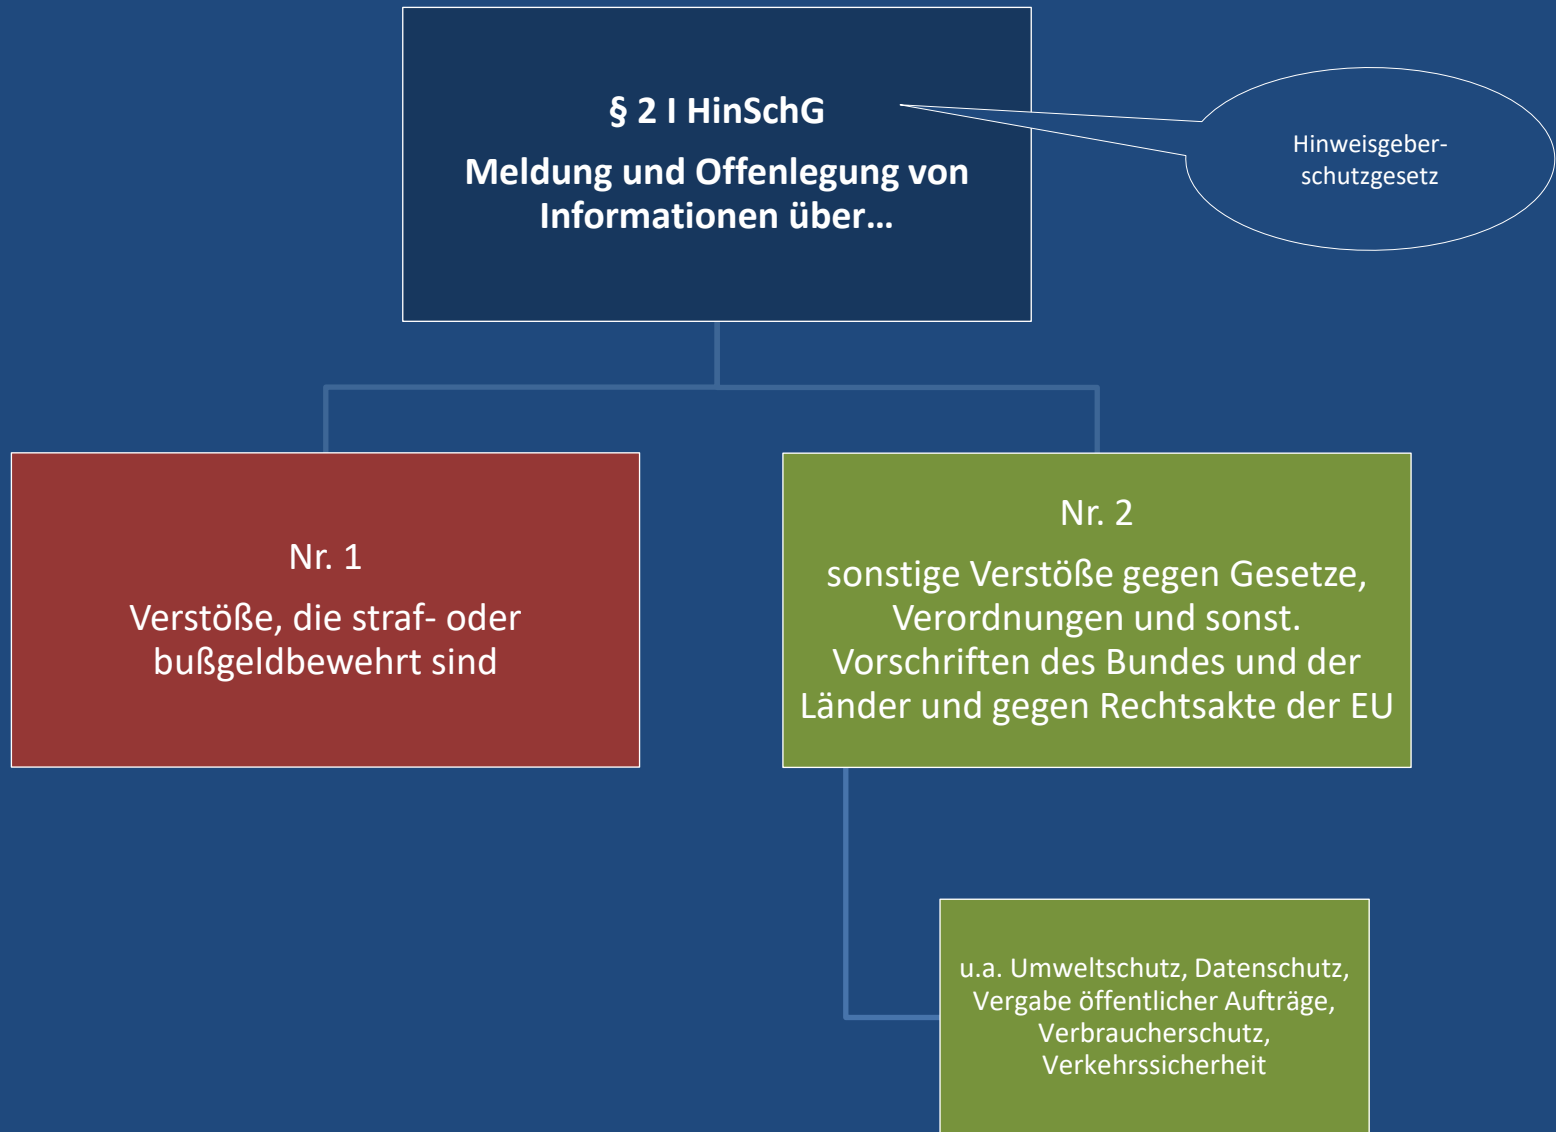 § 2 I HinSchG
Meldung und Offenlegung von
Informationen über...
Hinweisgeber-
schutzgesetz
Nr. 1
Verstöße, die straf- oder
bußgeldbewehrt sind
Nr. 2
sonstige Verstöße gegen Gesetze,
Verordnungen und sonst.
Vorschriften des Bundes und der
Länder und gegen Rechtsakte der EU
u.a. Umweltschutz, Datenschutz,
Vergabe öffentlicher Aufträge,
Verbraucherschutz,
Verkehrssicherheit